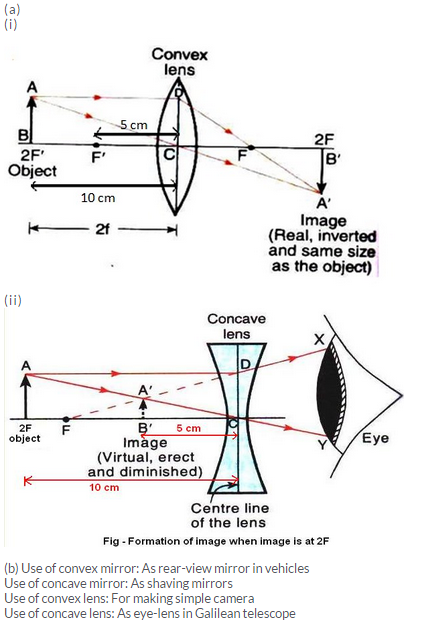 (a)
(i)
Convex
lens
A
D
5 cm
B
2F'
F'
C
F
2F
B'
Object
10 cm
A'
2f
Image
(Real, inverted
and same size
as the object)
(ii)
Concave
lens
X
A
D
A'
2F
object
F
B'
5 cm
C
Y
Eye
Image
(Virtual, erect
and diminished)
10 cm
Centre line
of the lens
Fig - Formation of image when image is at 2F
(b) Use of convex mirror: As rear-view mirror in vehicles
Use of concave mirror: As shaving mirrors
Use of convex lens: For making simple camera
Use of concave lens: As eye-lens in Galilean telescope